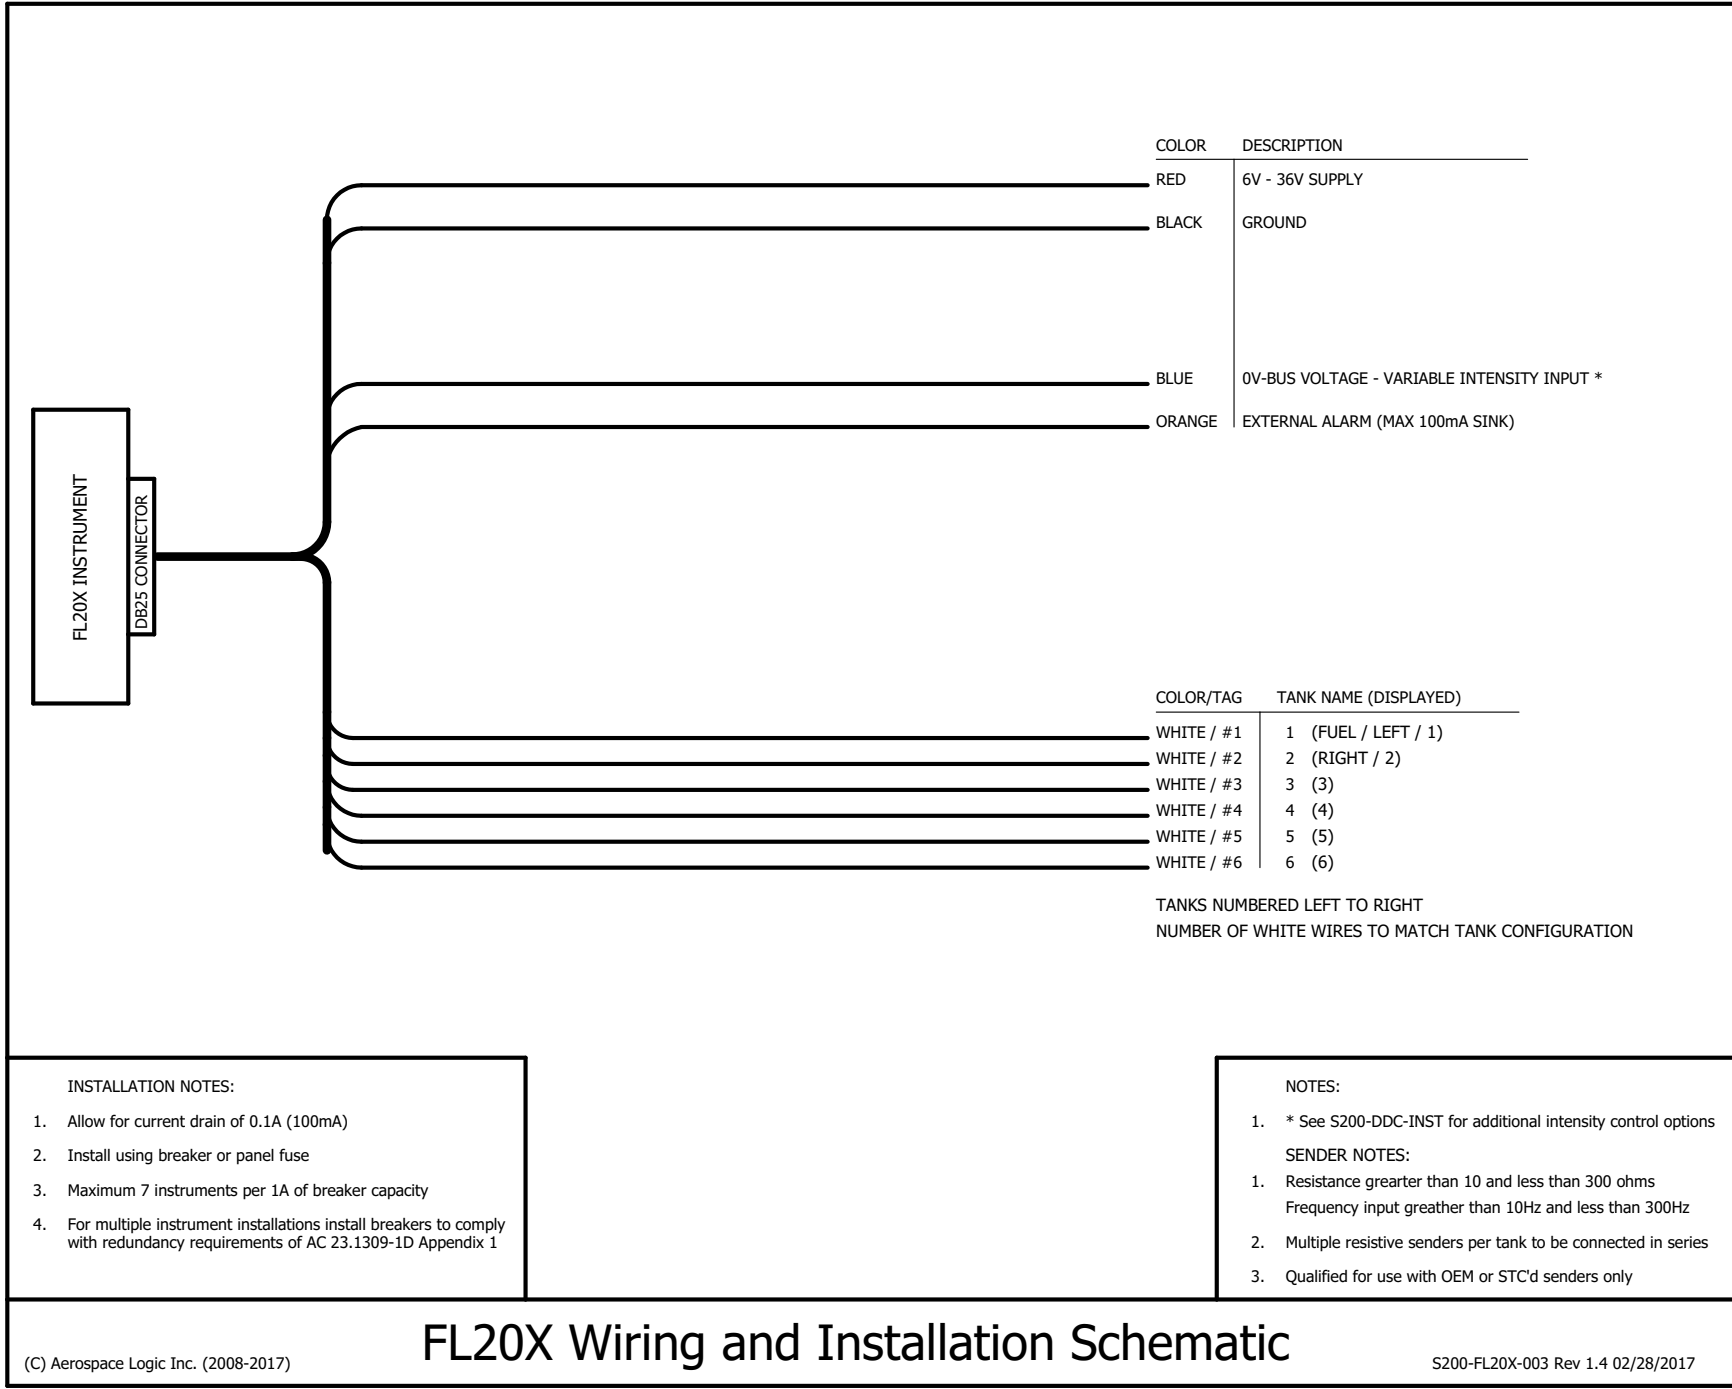 COLOR DESCRIPTION
RED 6V - 36V SUPPLY
BLACK GROUND
BLUE 0V-BUS VOLTAGE - VARIABLE INTENSITY INPUT *
ORANGE EXTERNAL ALARM (MAX 100mA SINK)
FL20X INSTRUMENT
DB25 CONNECTOR
COLOR/TAG TANK NAME (DISPLAYED)
WHITE / #1 1 (FUEL / LEFT / 1)
WHITE / #2 2 (RIGHT / 2)
WHITE / #3 3 (3)
WHITE / #4 4 (4)
WHITE / #5 5 (5)
WHITE / #6 6 (6)
TANKS NUMBERED LEFT TO RIGHT
NUMBER OF WHITE WIRES TO MATCH TANK CONFIGURATION
INSTALLATION NOTES:
1. Allow for current drain of 0.1A (100mA)
2. Install using breaker or panel fuse
3. Maximum 7 instruments per 1A of breaker capacity
4. For multiple instrument installations install breakers to comply
with redundancy requirements of AC 23.1309-1D Appendix 1
NOTES:
1. * See S200-DDC-INST for additional intensity control options
SENDER NOTES:
1. Resistance grearter than 10 and less than 300 ohms
Frequency input greather than 10Hz and less than 300Hz
2. Multiple resistive senders per tank to be connected in series
3. Qualified for use with OEM or STC'd senders only
(C) Aerospace Logic Inc. (2008-2017)
FL20X Wiring and Installation Schematic
S200-FL20X-003 Rev 1.4 02/28/2017